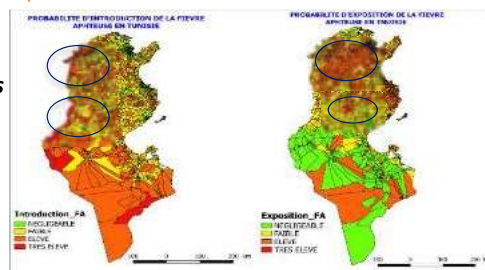 PROBABILITE D'INTRODUCTION DE LA FIEVRE
APHTEUSE EN TUNISIE
s
Introduction_FA
NEGLIGEABLE
FAIBLE
ELEVE
TRES ELEVE
PROBABILITE D'EXPOSITION DE LA FIEVRE
APHTEUSE EN TUNISIE
Exposition_FA
NEGLIGEABLE
FAIBLE
ELEVE
TRES ELEVE